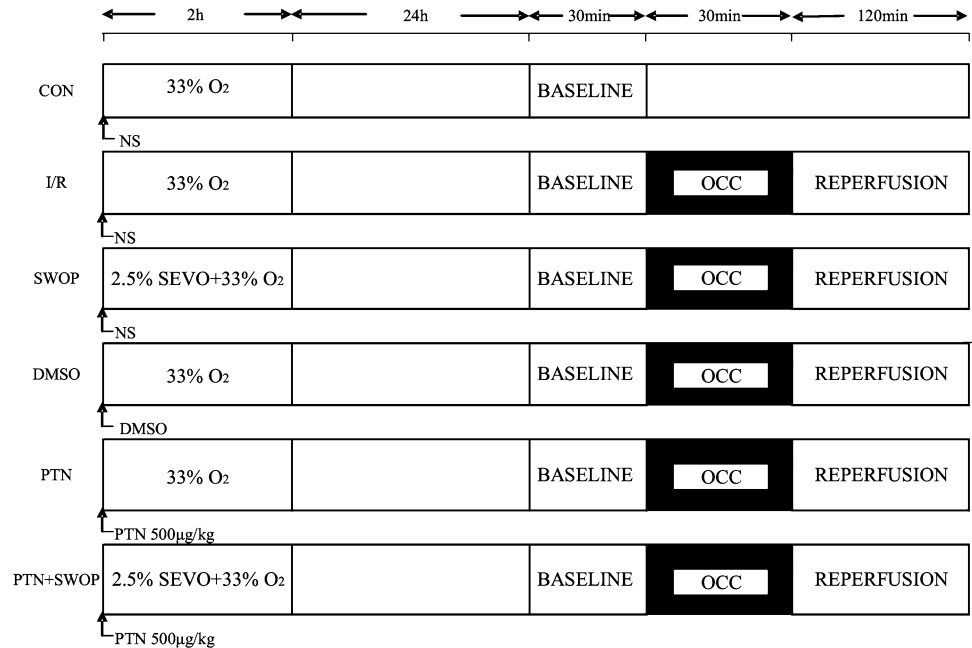 2h 24h 30min 30min 120min
CON 33% O2 BASELINE
NS
I/R 33% O2 BASELINE OCC REPERFUSION
NS
SWOP 2.5% SEVO+33% O2 BASELINE OCC REPERFUSION
NS
DMSO 33% O2 BASELINE OCC REPERFUSION
DMSO
PTN 33% O2 BASELINE OCC REPERFUSION
PTN 500μg/kg
PTN+SWOP 2.5% SEVO+33% O2 BASELINE OCC REPERFUSION
PTN 500μg/kg